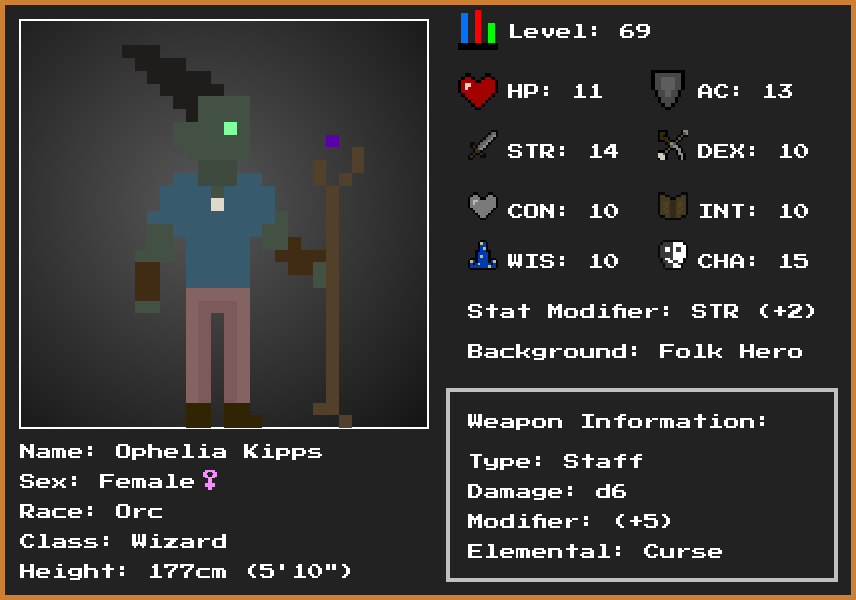 Level: 69
HP: 11 AC: 13
STR: 14 DEX: 10
CON: 10 INT: 10
WIS: 10 CHA: 15
Stat Modifier: STR (+2)
Background: Folk Hero
Weapon Information:
Type: Staff
Damage: d6
Modifier: (+5)
Elemental: Curse
Name: Ophelia Kipps
Sex: Female♀
Race: Orc
Class: Wizard
Height: 177cm (5'10")